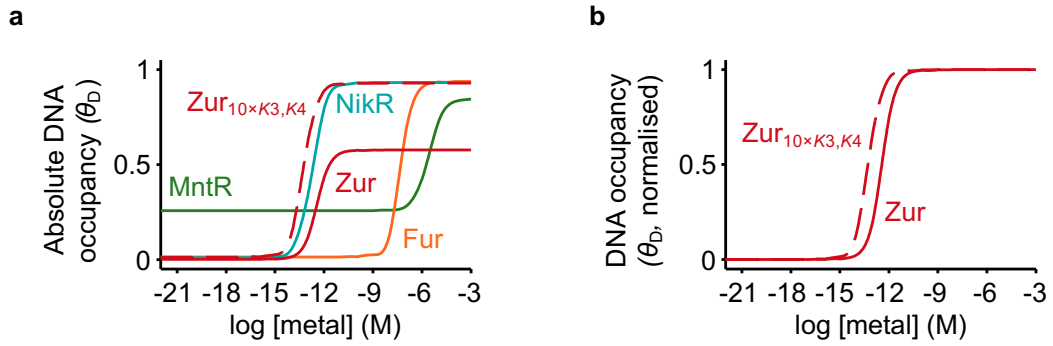 a
Absolute DNA
occupancy (θD)
1
0.5
0
Zur10×K3,K4
NikR
MntR
Zur
Fur
-21 -18 -15 -12 -9 -6 -3
log [metal] (M)
b
DNA occupancy
(θD, normalised)
1
0.5
0
Zur10×K3,K4
Zur
-21 -18 -15 -12 -9 -6 -3
log [metal] (M)